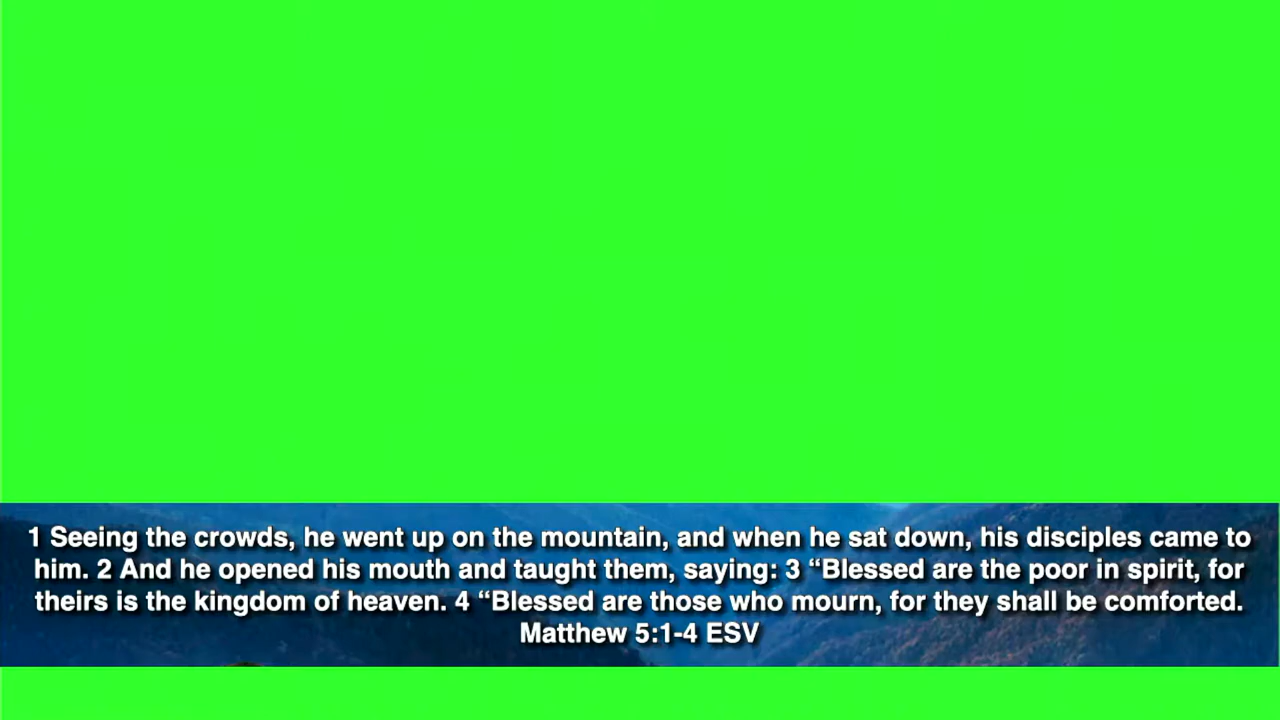 1 Seeing the crowds, he went up on the mountain, and when he sat down, his disciples came to
him. 2 And he opened his mouth and taught them, saying: 3 “Blessed are the poor in spirit, for
theirs is the kingdom of heaven. 4 “Blessed are those who mourn, for they shall be comforted.
Matthew 5:1-4 ESV